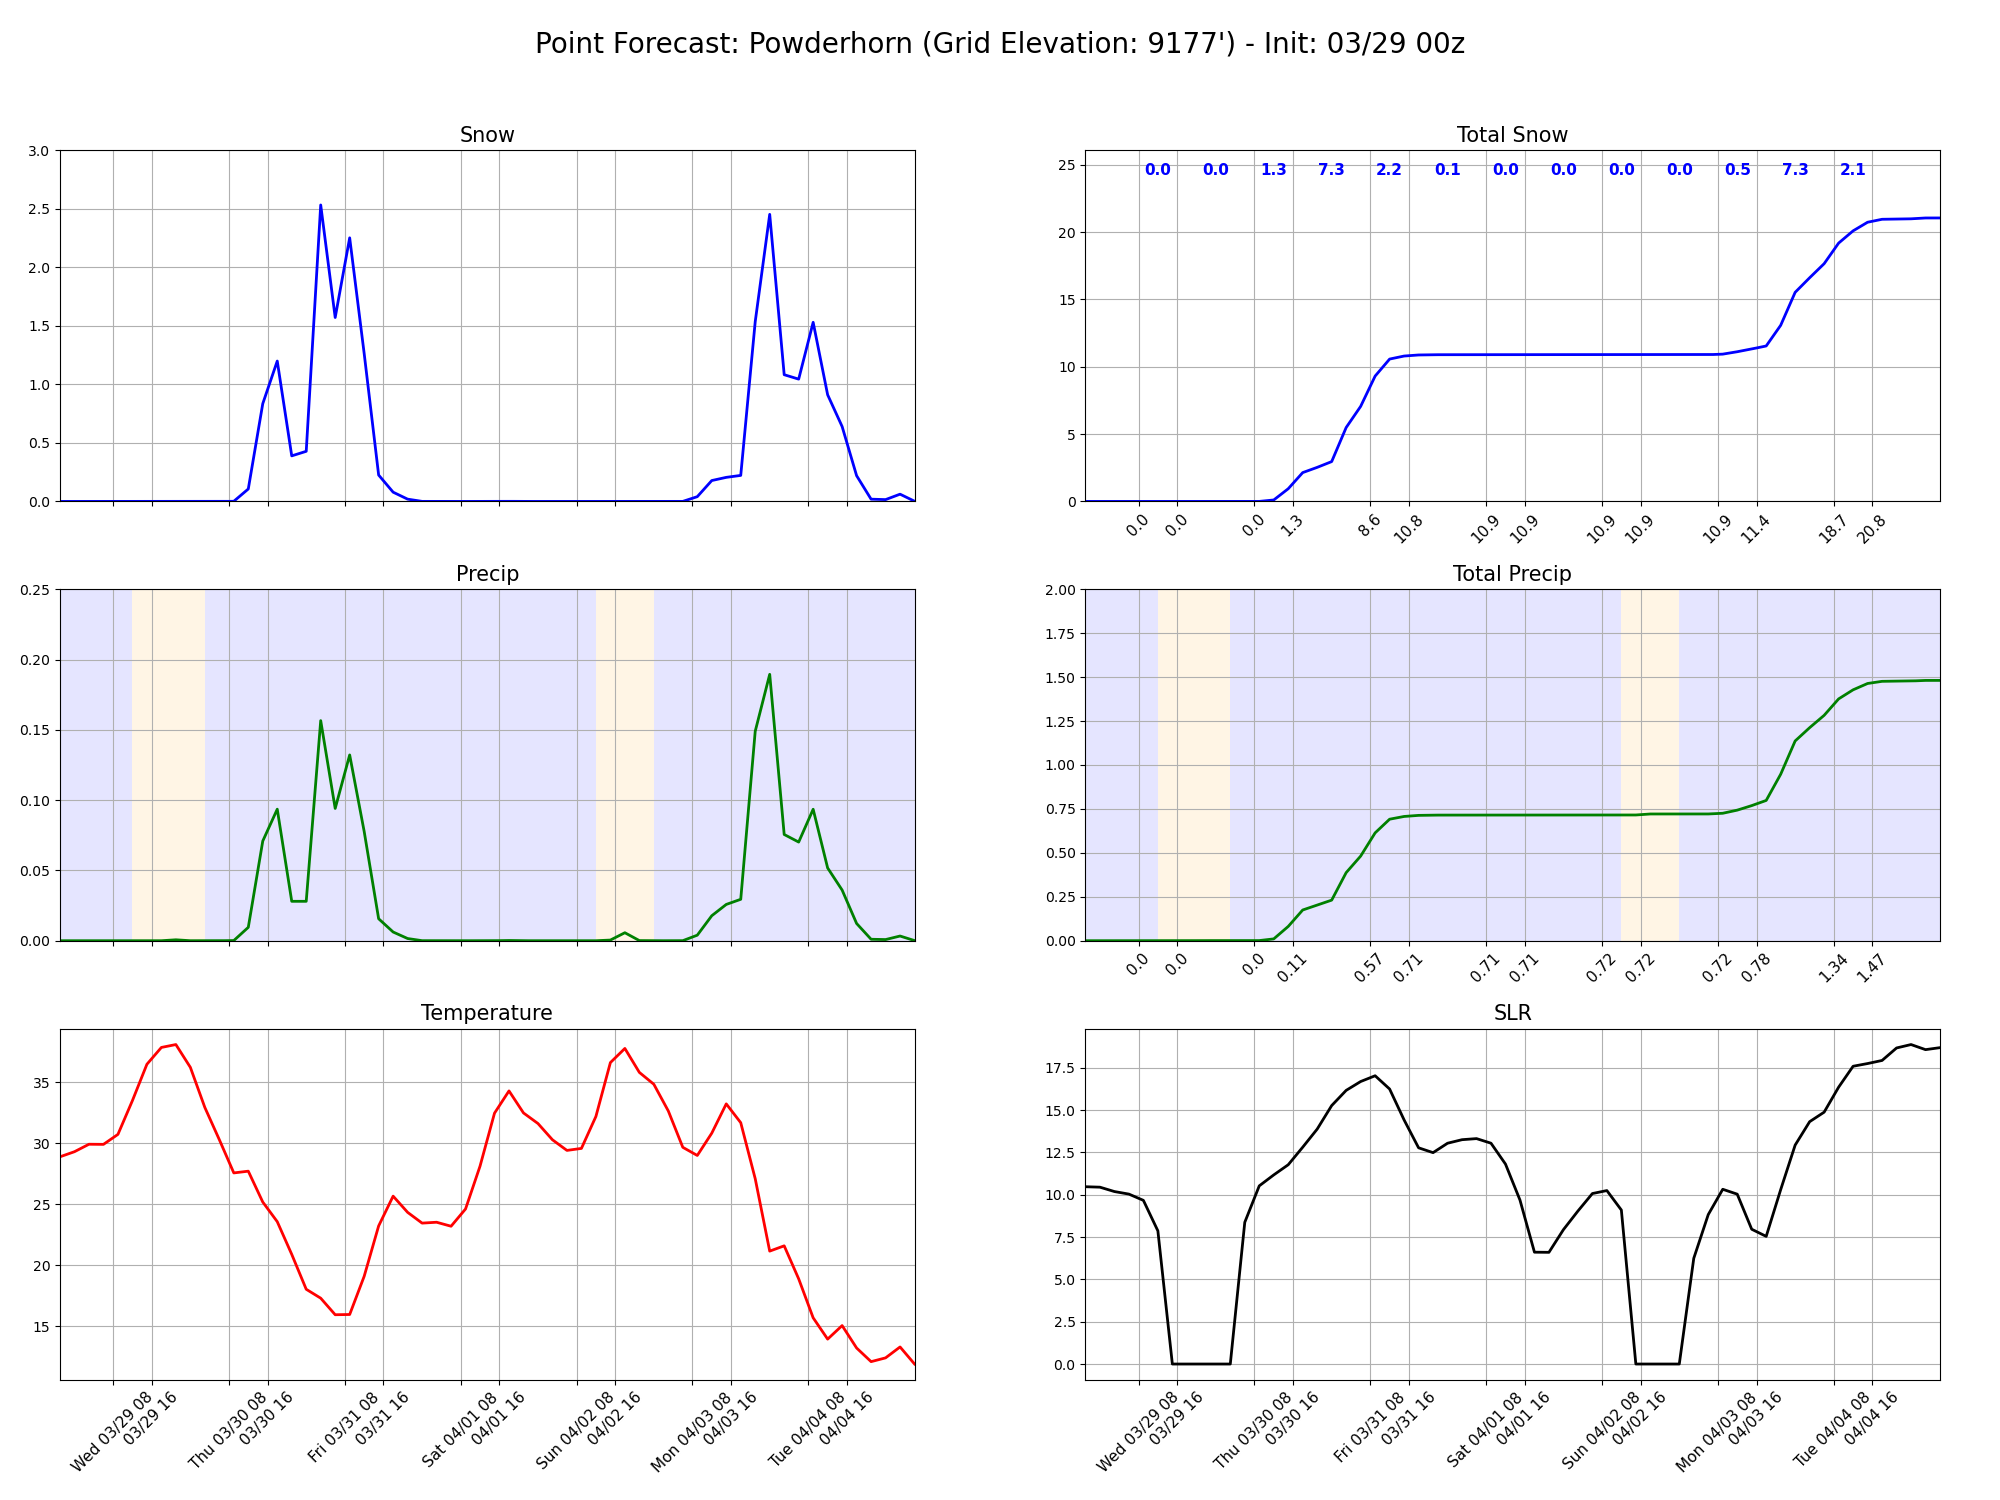 Point Forecast: Powderhorn (Grid Elevation: 9177') - Init: 03/29 00z
Snow
3.0
2.5
2.0
1.5
1.0
0.5
0.0
Total Snow
25
20
15
10
5
0
0.0 0.0 1.3 7.3 2.2 0.1 0.0 0.0 0.0 0.0 0.5 7.3 2.1
0.0 0.0 0.0 1.3 8.6 10.8 10.9 10.9 10.9 10.9 10.9 11.4 18.7 20.8
Precip
0.25
0.20
0.15
0.10
0.05
0.00
Total Precip
2.00
1.75
1.50
1.25
1.00
0.75
0.50
0.25
0.00
0.0 0.0 0.0 0.11 0.57 0.71 0.71 0.71 0.72 0.72 0.72 0.78 1.34 1.47
Temperature
35
30
25
20
15
Wed 03/29 08
03/29 16
Thu 03/30 08
03/30 16
Fri 03/31 08
03/31 16
Sat 04/01 08
04/01 16
Sun 04/02 08
04/02 16
Mon 04/03 08
04/03 16
Tue 04/04 08
04/04 16
SLR
17.5
15.0
12.5
10.0
7.5
5.0
2.5
0.0
Wed 03/29 08
03/29 16
Thu 03/30 08
03/30 16
Fri 03/31 08
03/31 16
Sat 04/01 08
04/01 16
Sun 04/02 08
04/02 16
Mon 04/03 08
04/03 16
Tue 04/04 08
04/04 16